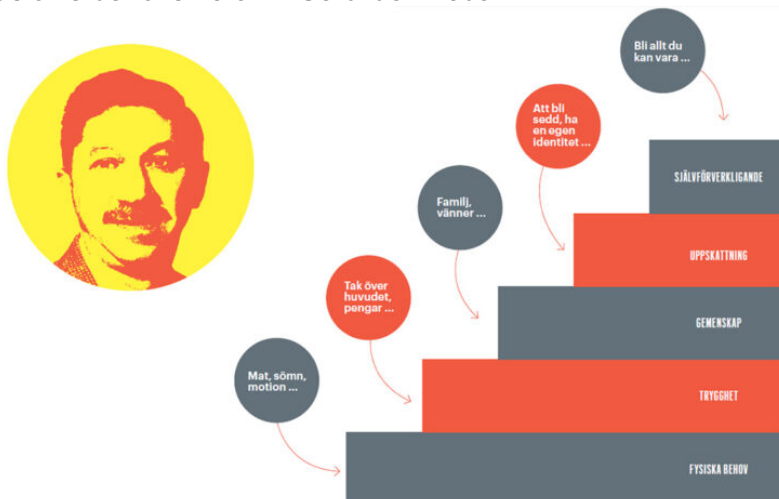 Bli allt du
kan vara ...
Att bli
sedd, ha
en egen
identitet ...
SJÄLVFÖRVERKLIGANDE
Familj,
vänner ...
UPPSKATTNING
Tak över
huvudet,
pengar ...
GEMENSKAP
Mat, sömn,
motion ...
TRYGGHET
FYSISKA BEHOV